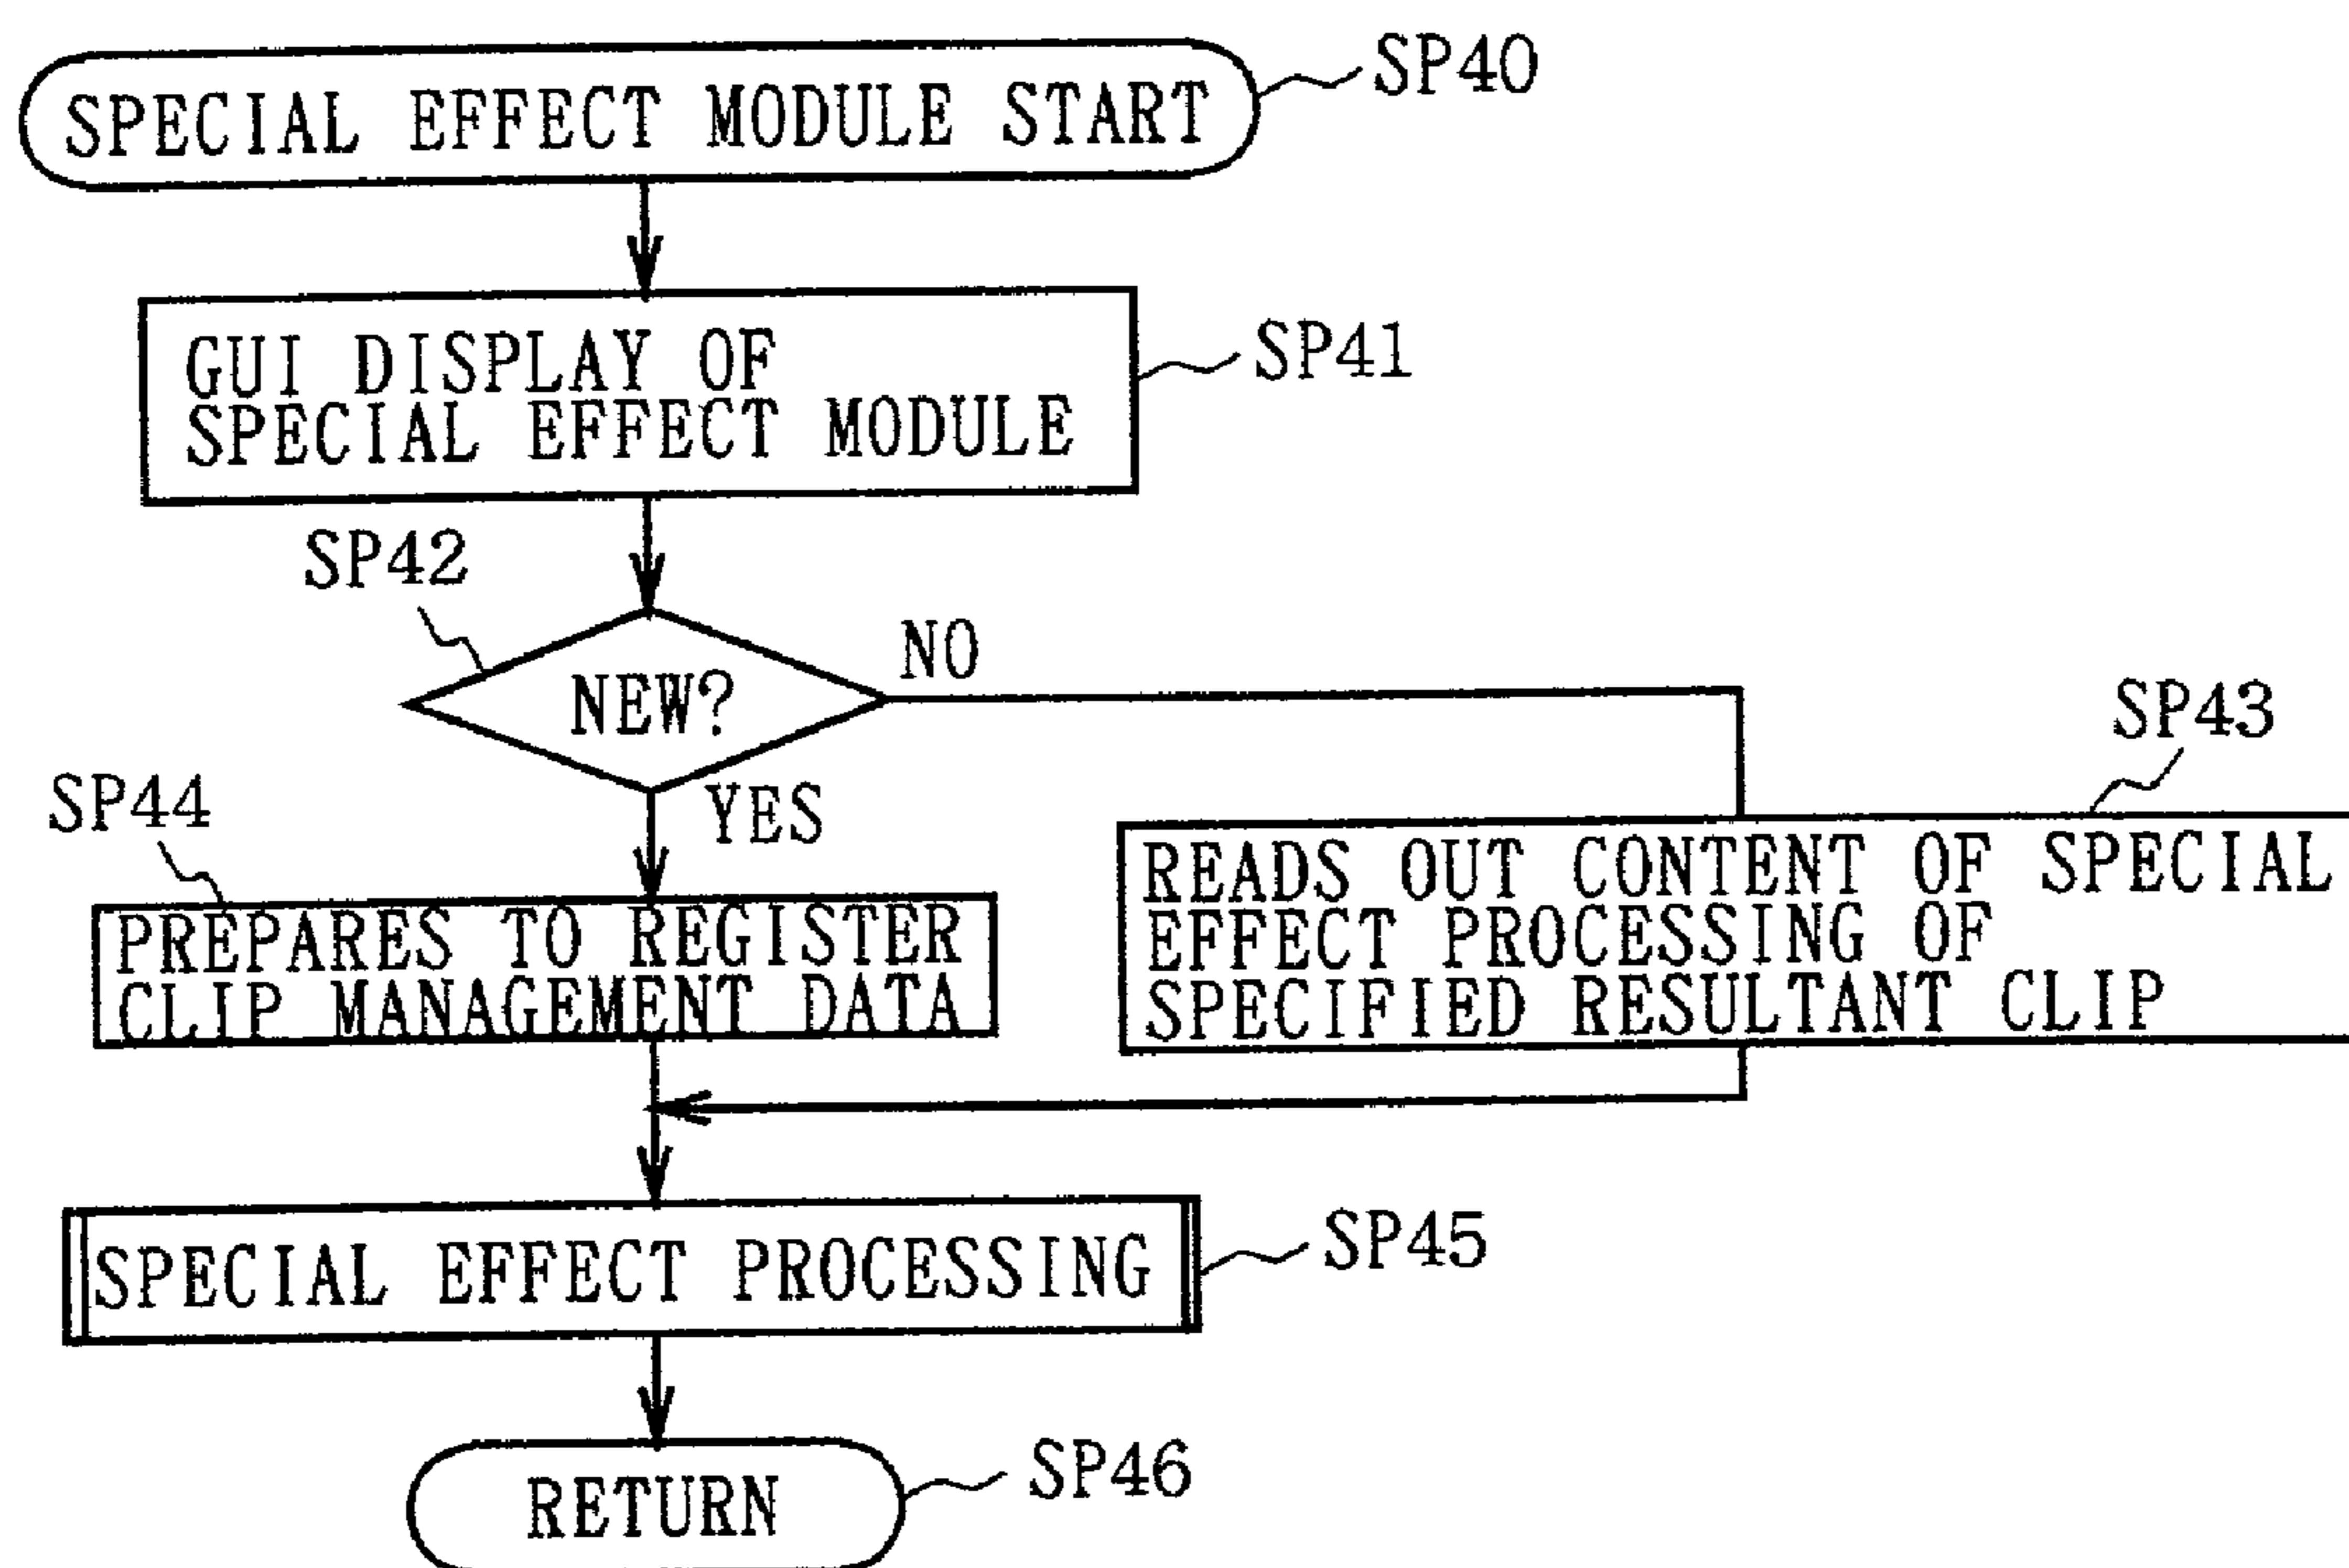 SPECIAL EFFECT MODULE START
SP40
GUI DISPLAY OF
SPECIAL EFFECT MODULE
SP41
SP42
NEW?
NO
YES
SP43
READS OUT CONTENT OF SPECIAL
EFFECT PROCESSING OF
SPECIFIED RESULTANT CLIP
SP44
PREPARES TO REGISTER
CLIP MANAGEMENT DATA
SPECIAL EFFECT PROCESSING
SP45
RETURN
SP46